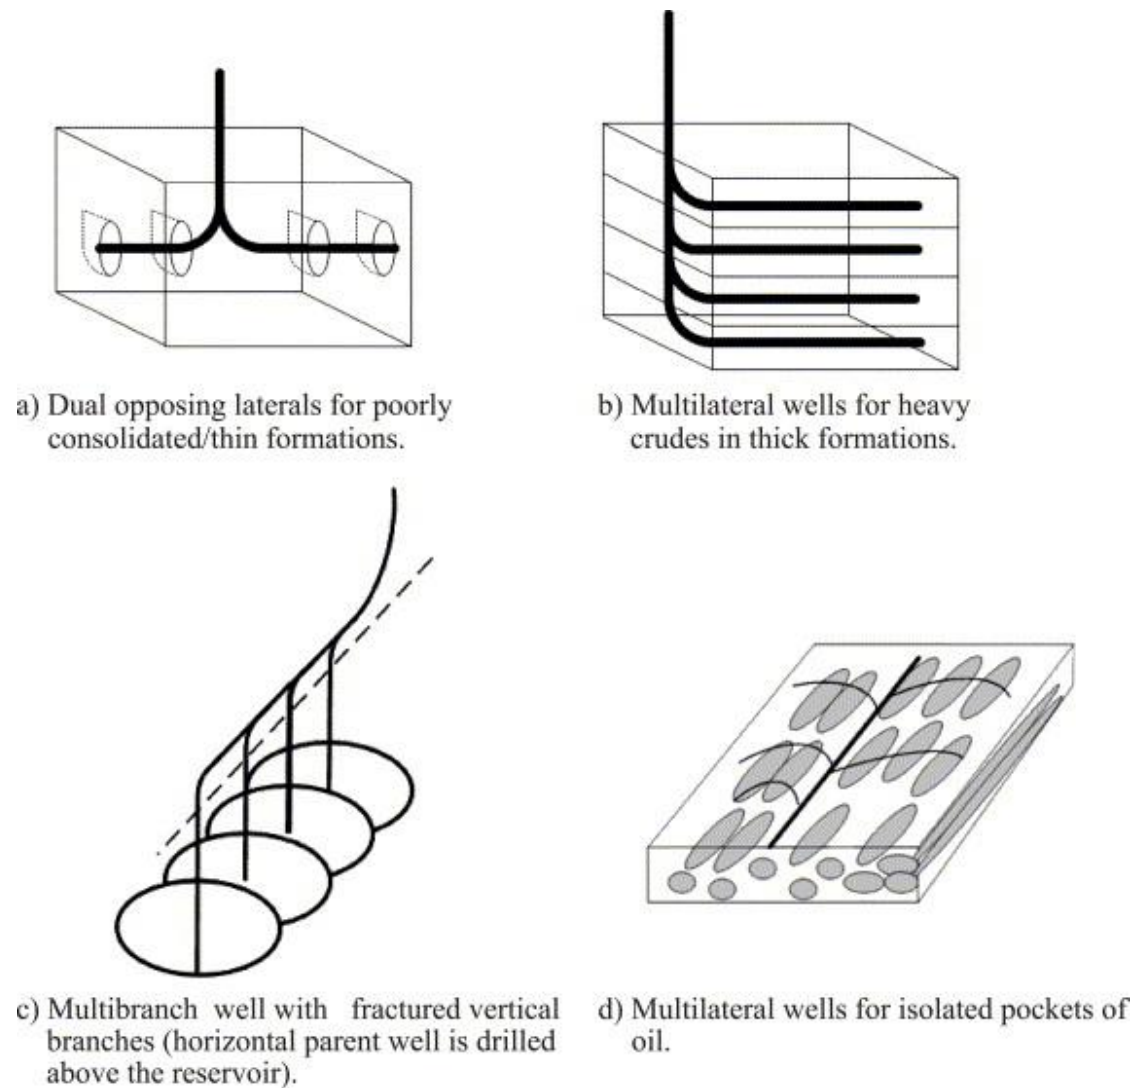 a) Dual opposing laterals for poorly
consolidated/thin formations.
b) Multilateral wells for heavy
crudes in thick formations.
c) Multibranch well with fractured vertical
branches (horizontal parent well is drilled
above the reservoir).
d) Multilateral wells for isolated pockets of
oil.